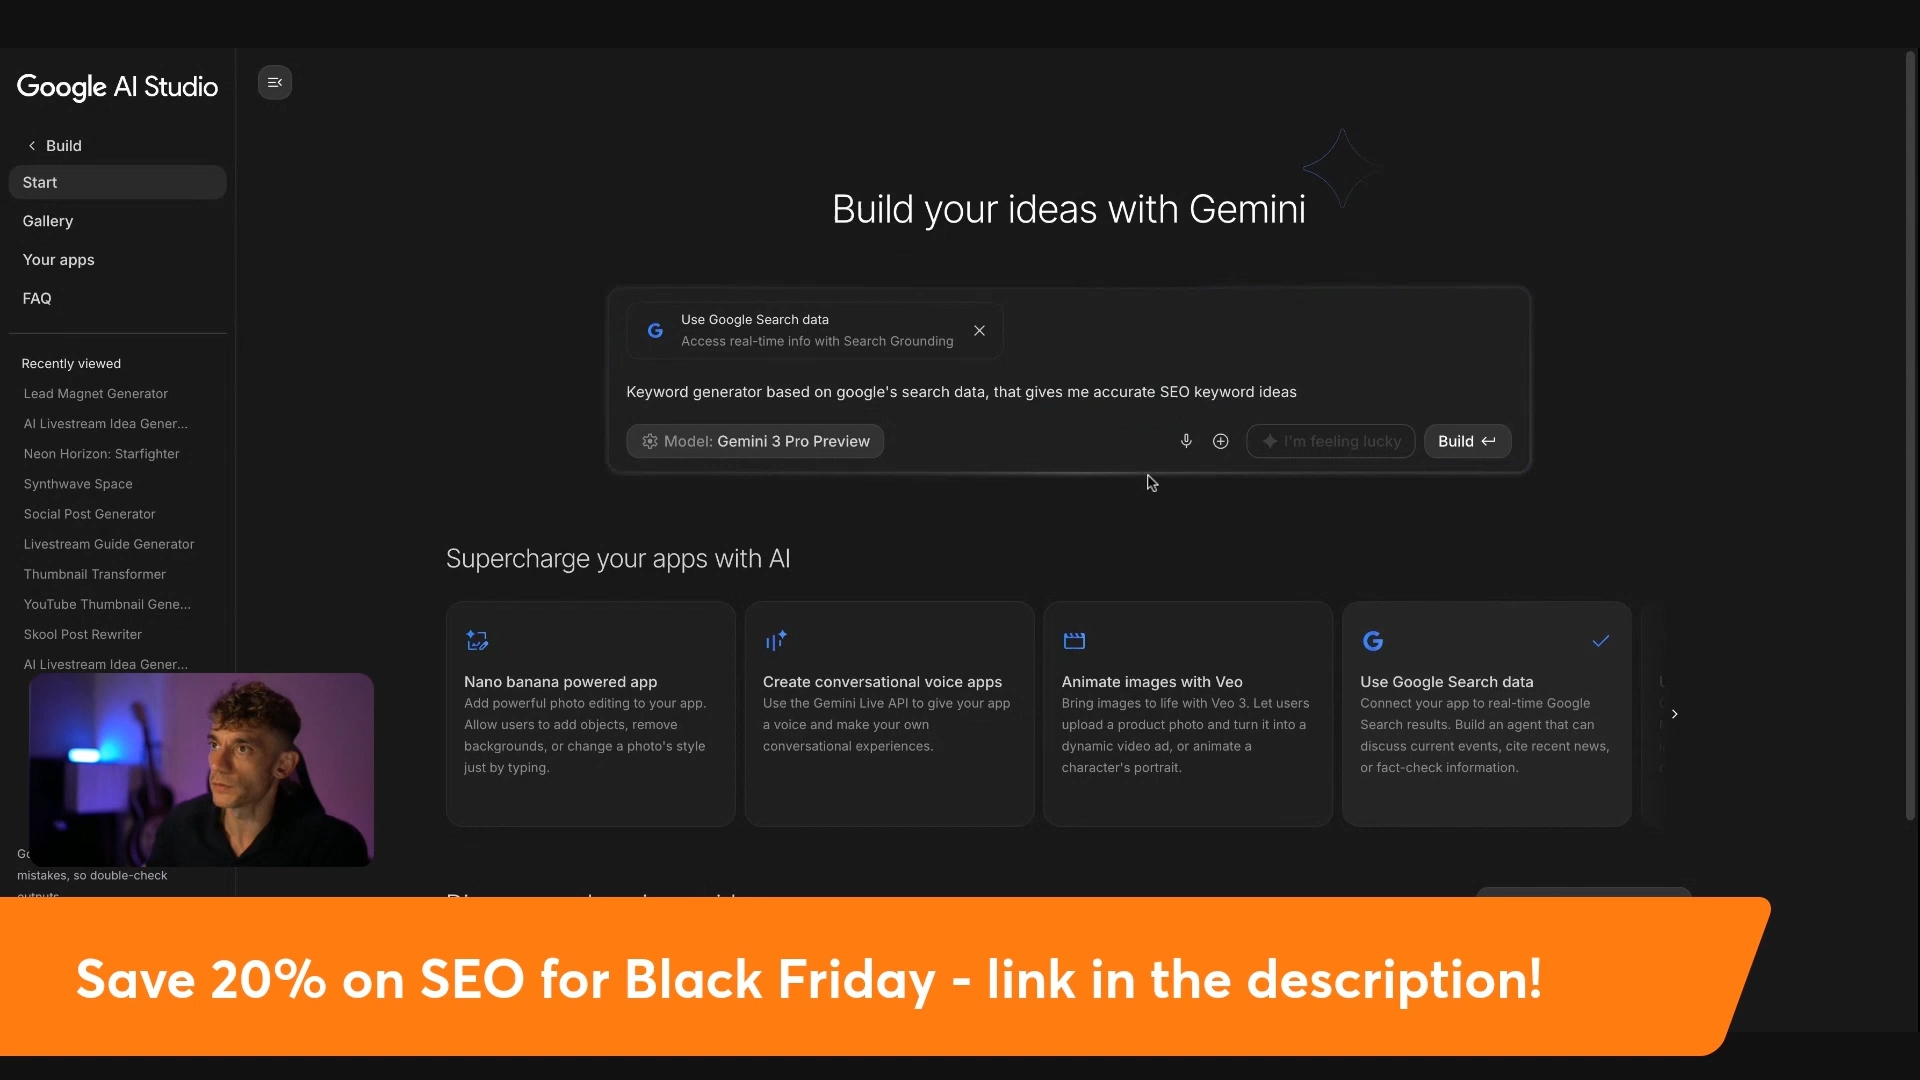 Google AI Studio
Build
Start
Gallery
Your apps
FAQ
Recently viewed
Lead Magnet Generator
AI Livestream Idea Gener...
Neon Horizon: Starfighter
Synthwave Space
Social Post Generator
Livestream Guide Generator
Thumbnail Transformer
YouTube Thumbnail Gene...
Skool Post Rewriter
AI Livestream Idea Gener...
mistakes, so double-check
Build your ideas with Gemini
Use Google Search data
Access real-time info with Search Grounding
Keyword generator based on google's search data, that gives me accurate SEO keyword ideas
Model: Gemini 3 Pro Preview
I'm feeling lucky
Build
Supercharge your apps with AI
Nano banana powered app
Add powerful photo editing to your app.
Allow users to add objects, remove
backgrounds, or change a photo's style
just by typing.
Create conversational voice apps
Use the Gemini Live API to give your app
a voice and make your own
conversational experiences.
Animate images with Veo
Bring images to life with Veo 3. Let users
upload a product photo and turn it into a
dynamic video ad, or animate a
character's portrait.
Use Google Search data
Connect your app to real-time Google
Search results. Build an agent that can
discuss current events, cite recent news,
or fact-check information.
Save 20% on SEO for Black Friday - link in the description!